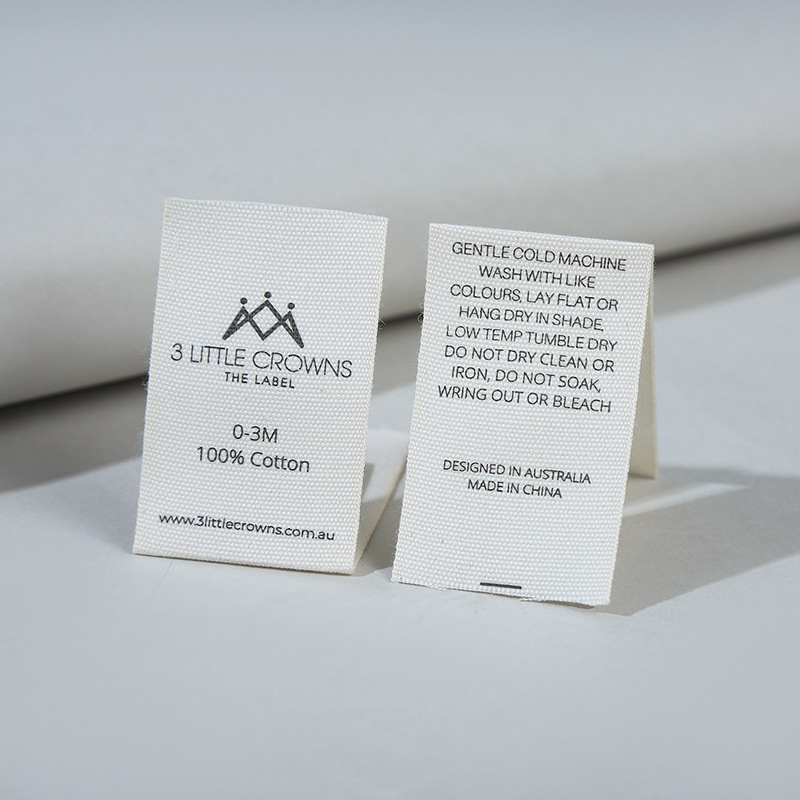 3 LITTLE CROWNS
THE LABEL
0-3M
100% Cotton
www.3littlecrowns.com.au
GENTLE COLD MACHINE
WASH WITH LIKE
COLOURS, LAY FLAT OR
HANG DRY IN SHADE,
LOW TEMP TUMBLE DRY
DO NOT DRY CLEAN OR
IRON, DO NOT SOAK,
WRING OUT OR BLEACH
DESIGNED IN AUSTRALIA
MADE IN CHINA